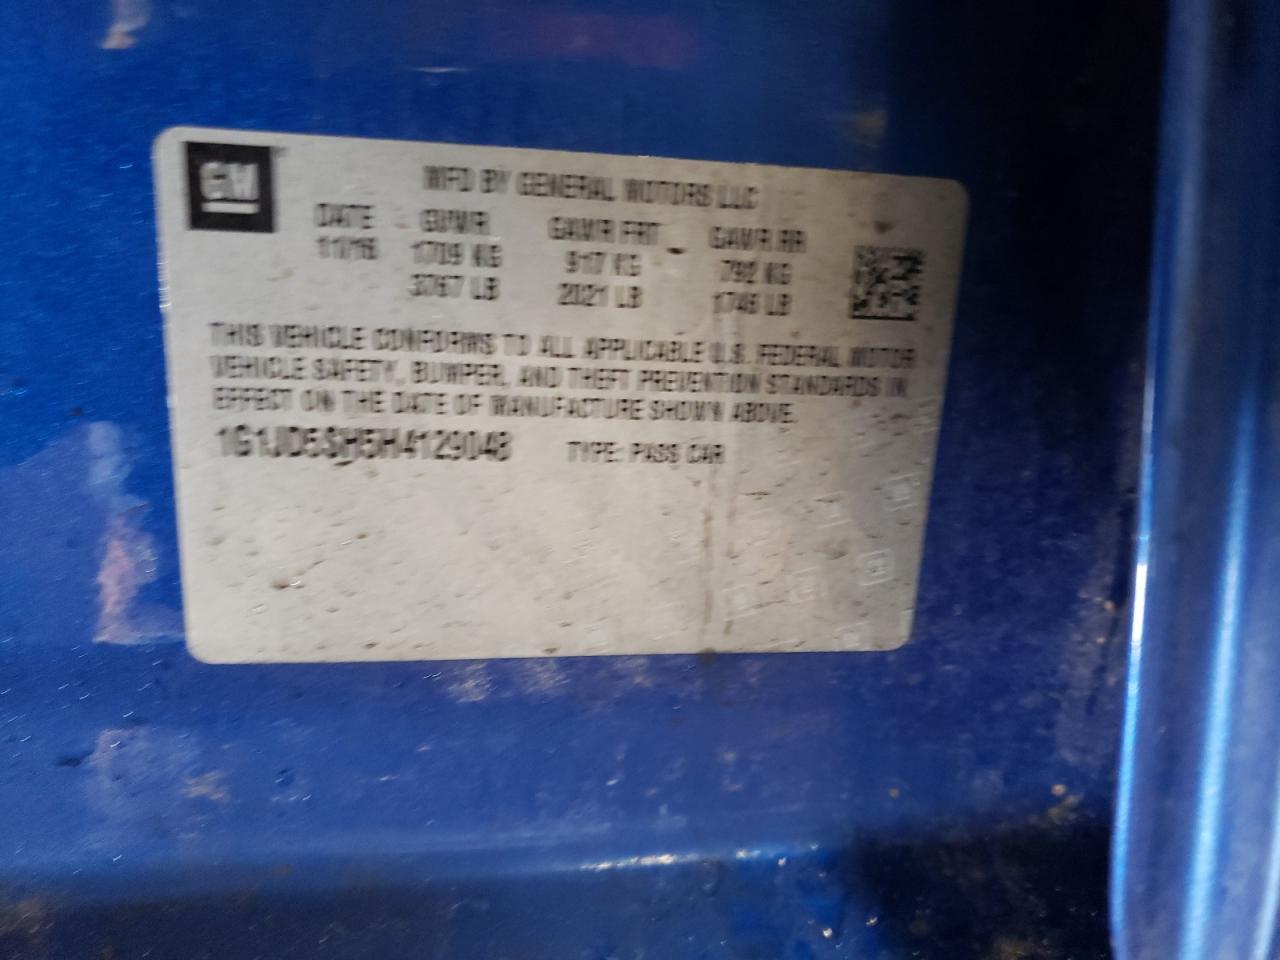 GM
MFD BY GENERAL MOTORS LLC
DATE GVWR GAWR FRT GAWR RR
11/16 1709 KG 917 KG 792 KG
3767 LB 2021 LB 1746 LB
THIS VEHICLE CONFORMS TO ALL APPLICABLE U.S. FEDERAL MOTOR
VEHICLE SAFETY, BUMPER, AND THEFT PREVENTION STANDARDS IN
EFFECT ON THE DATE OF MANUFACTURE SHOWN ABOVE.
1G1JD5SH5H4129048 TYPE: PASS CAR